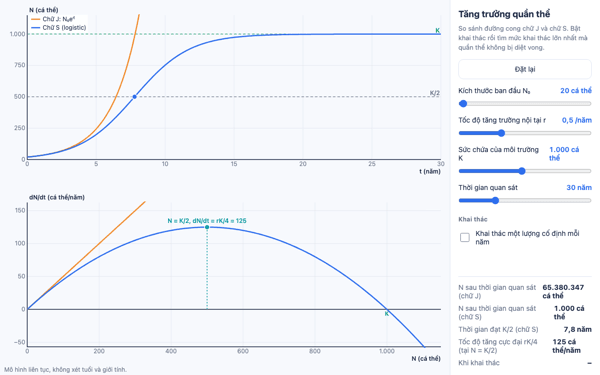 N (cá thể)
Chữ J: N₀eʳᵗ
Chữ S (logistic)
1.000
750
500
250
0
K
K/2
0
5
10
15
20
25
30
t (năm)
dN/dt (cá thể/năm)
150
100
50
0
−50
N = K/2, dN/dt = rK/4 = 125
K
0
200
400
600
800
1.000
N (cá thể)
Mô hình liên tục, không xét tuổi và giới tính.
Tăng trưởng quần thể
So sánh đường cong chữ J và chữ S. Bật
khai thác rồi tìm mức khai thác lớn nhất mà
quần thể không bị diệt vong.
Đặt lại
Kích thước ban đầu N₀
20 cá thể
Tốc độ tăng trưởng nội tại r
0,5 /năm
Sức chứa của môi trường
K
1.000 cá
thể
Thời gian quan sát
30 năm
Khai thác
Khai thác một lượng cố định mỗi
năm
N sau thời gian quan sát
(chữ J)
65.380.347
cá thể
N sau thời gian quan sát
(chữ S)
1.000 cá
thể
Thời gian đạt K/2 (chữ S)
7,8 năm
Tốc độ tăng cực đại rK/4
(tại N = K/2)
125 cá
thể/năm
Khi khai thác
–